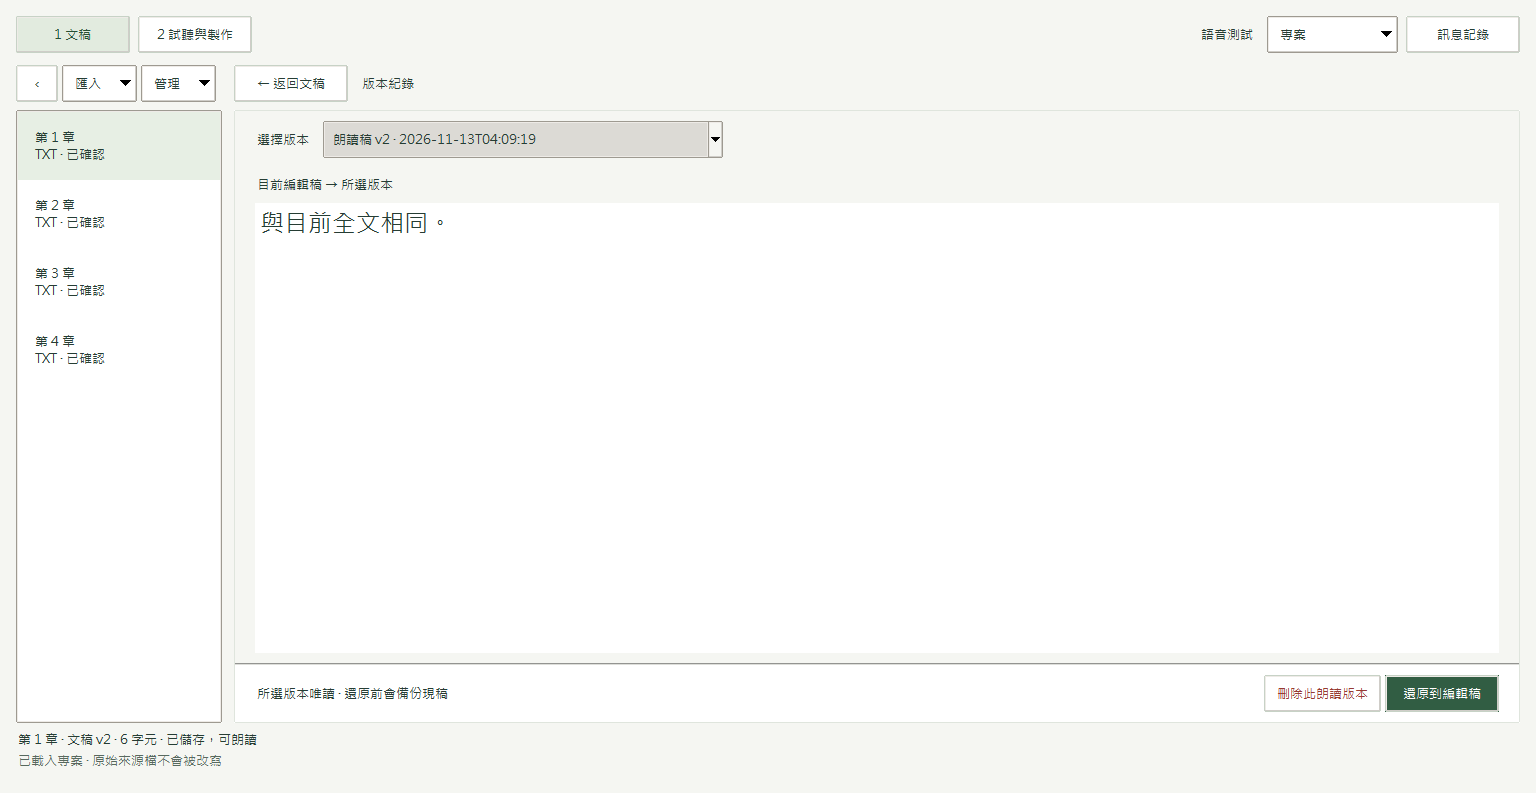 1 文稿
2 試聽與製作
語音測試
專案
訊息記錄
‹
匯入
管理
← 返回文稿
版本紀錄
第 1 章
TXT · 已確認
第 2 章
TXT · 已確認
第 3 章
TXT · 已確認
第 4 章
TXT · 已確認
選擇版本
朗讀稿 v2 · 2026-11-13T04:09:19
目前編輯稿 → 所選版本
與目前全文相同。
所選版本唯讀 · 還原前會備份現稿
刪除此朗讀版本
還原到編輯稿
第 1 章 · 文稿 v2 · 6 字元 · 已儲存，可朗讀
已載入專案 · 原始來源檔不會被改寫